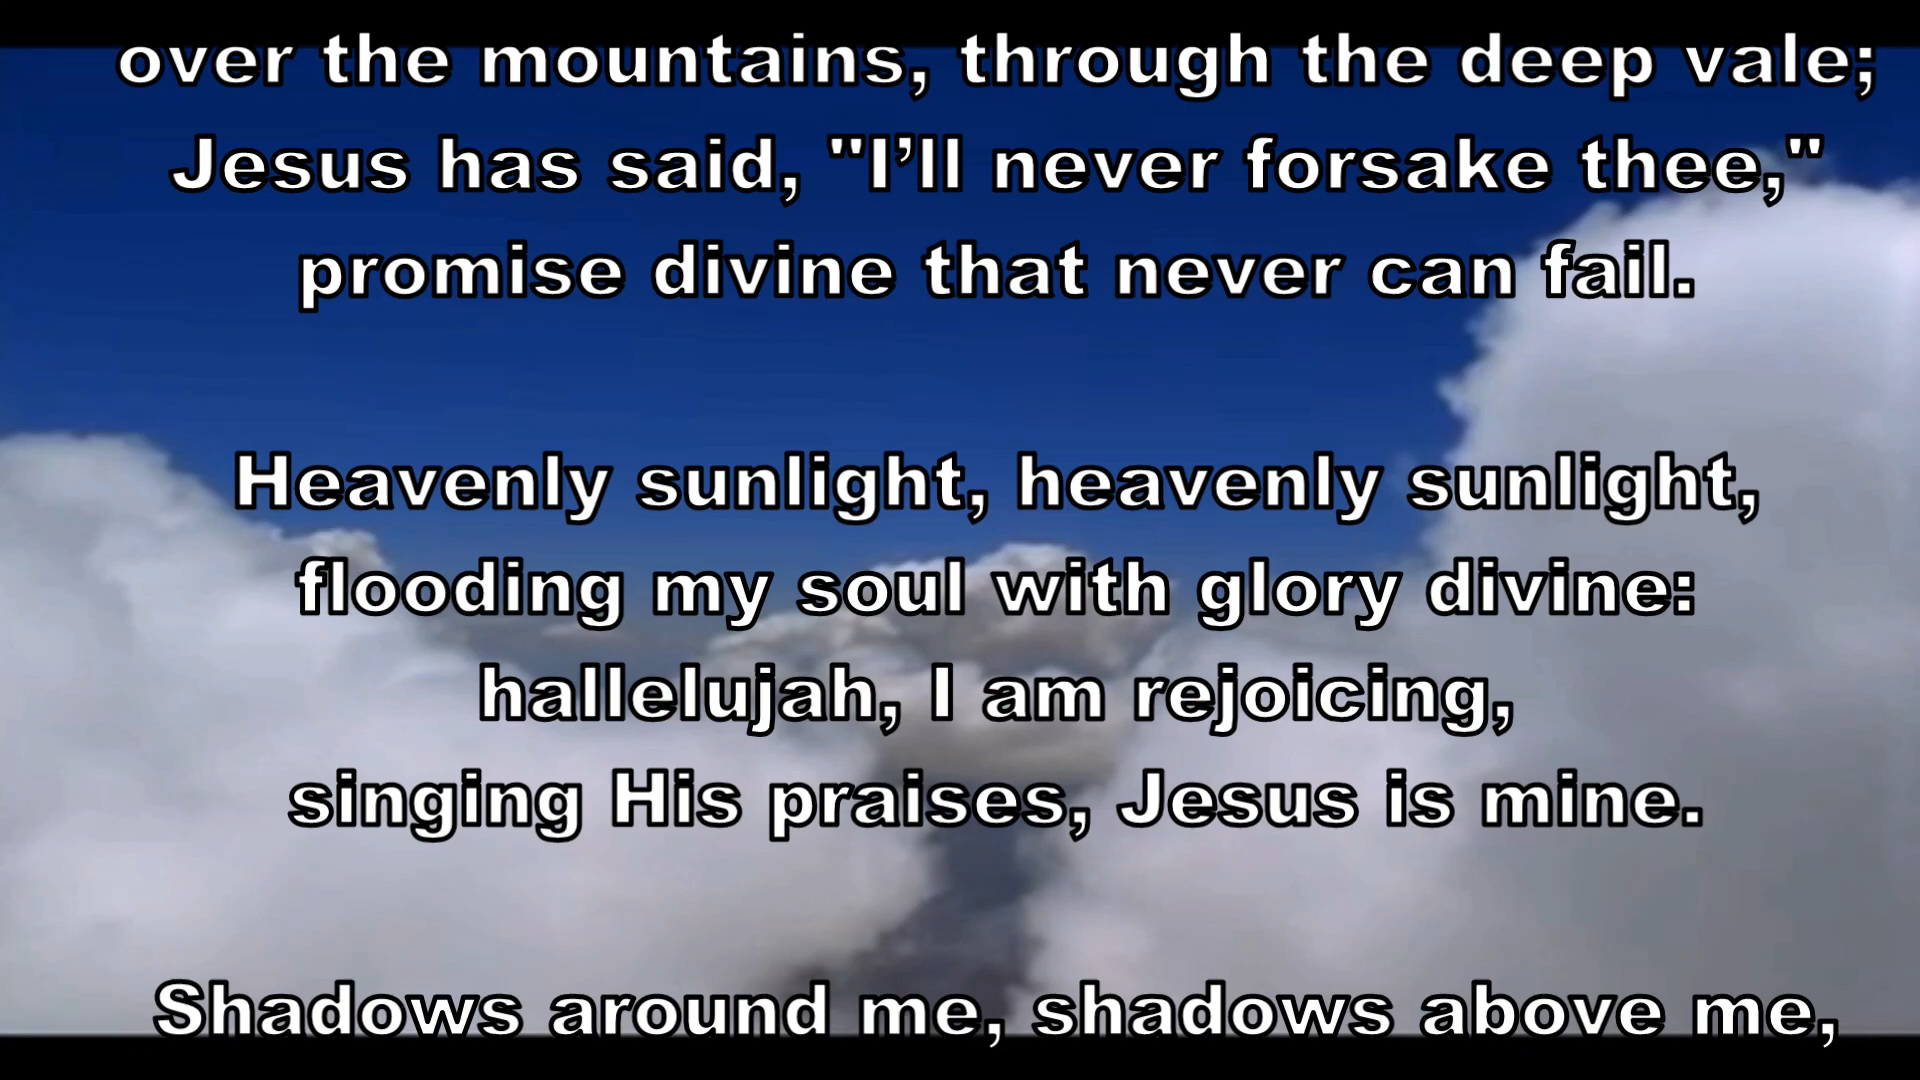 over the mountains, through the deep vale;
Jesus has said, "I’ll never forsake thee,"
promise divine that never can fail.
Heavenly sunlight, heavenly sunlight,
flooding my soul with glory divine:
hallelujah, I am rejoicing,
singing His praises, Jesus is mine.
Shadows around me, shadows above me,